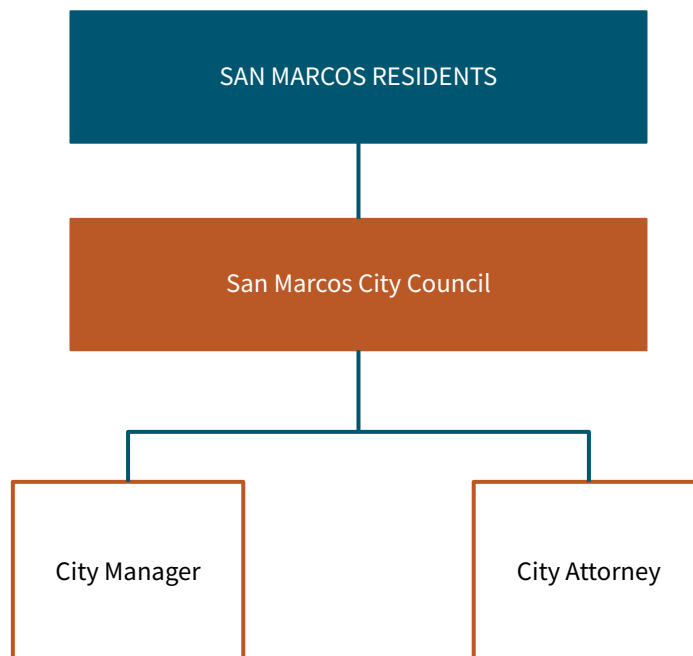 SAN MARCOS RESIDENTS
San Marcos City Council
City Manager
City Attorney